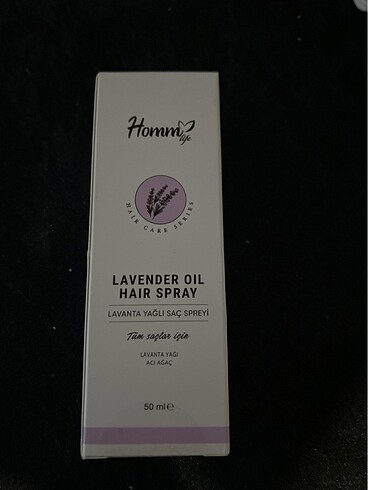 Homm
life
HAIR CARE SERIES
LAVENDER OIL
HAIR SPRAY
LAVANTA YAĞLI SAÇ SPREYİ
Tüm saçlar için
LAVANTA YAĞI
ACI AĞAÇ
50 ml ℮